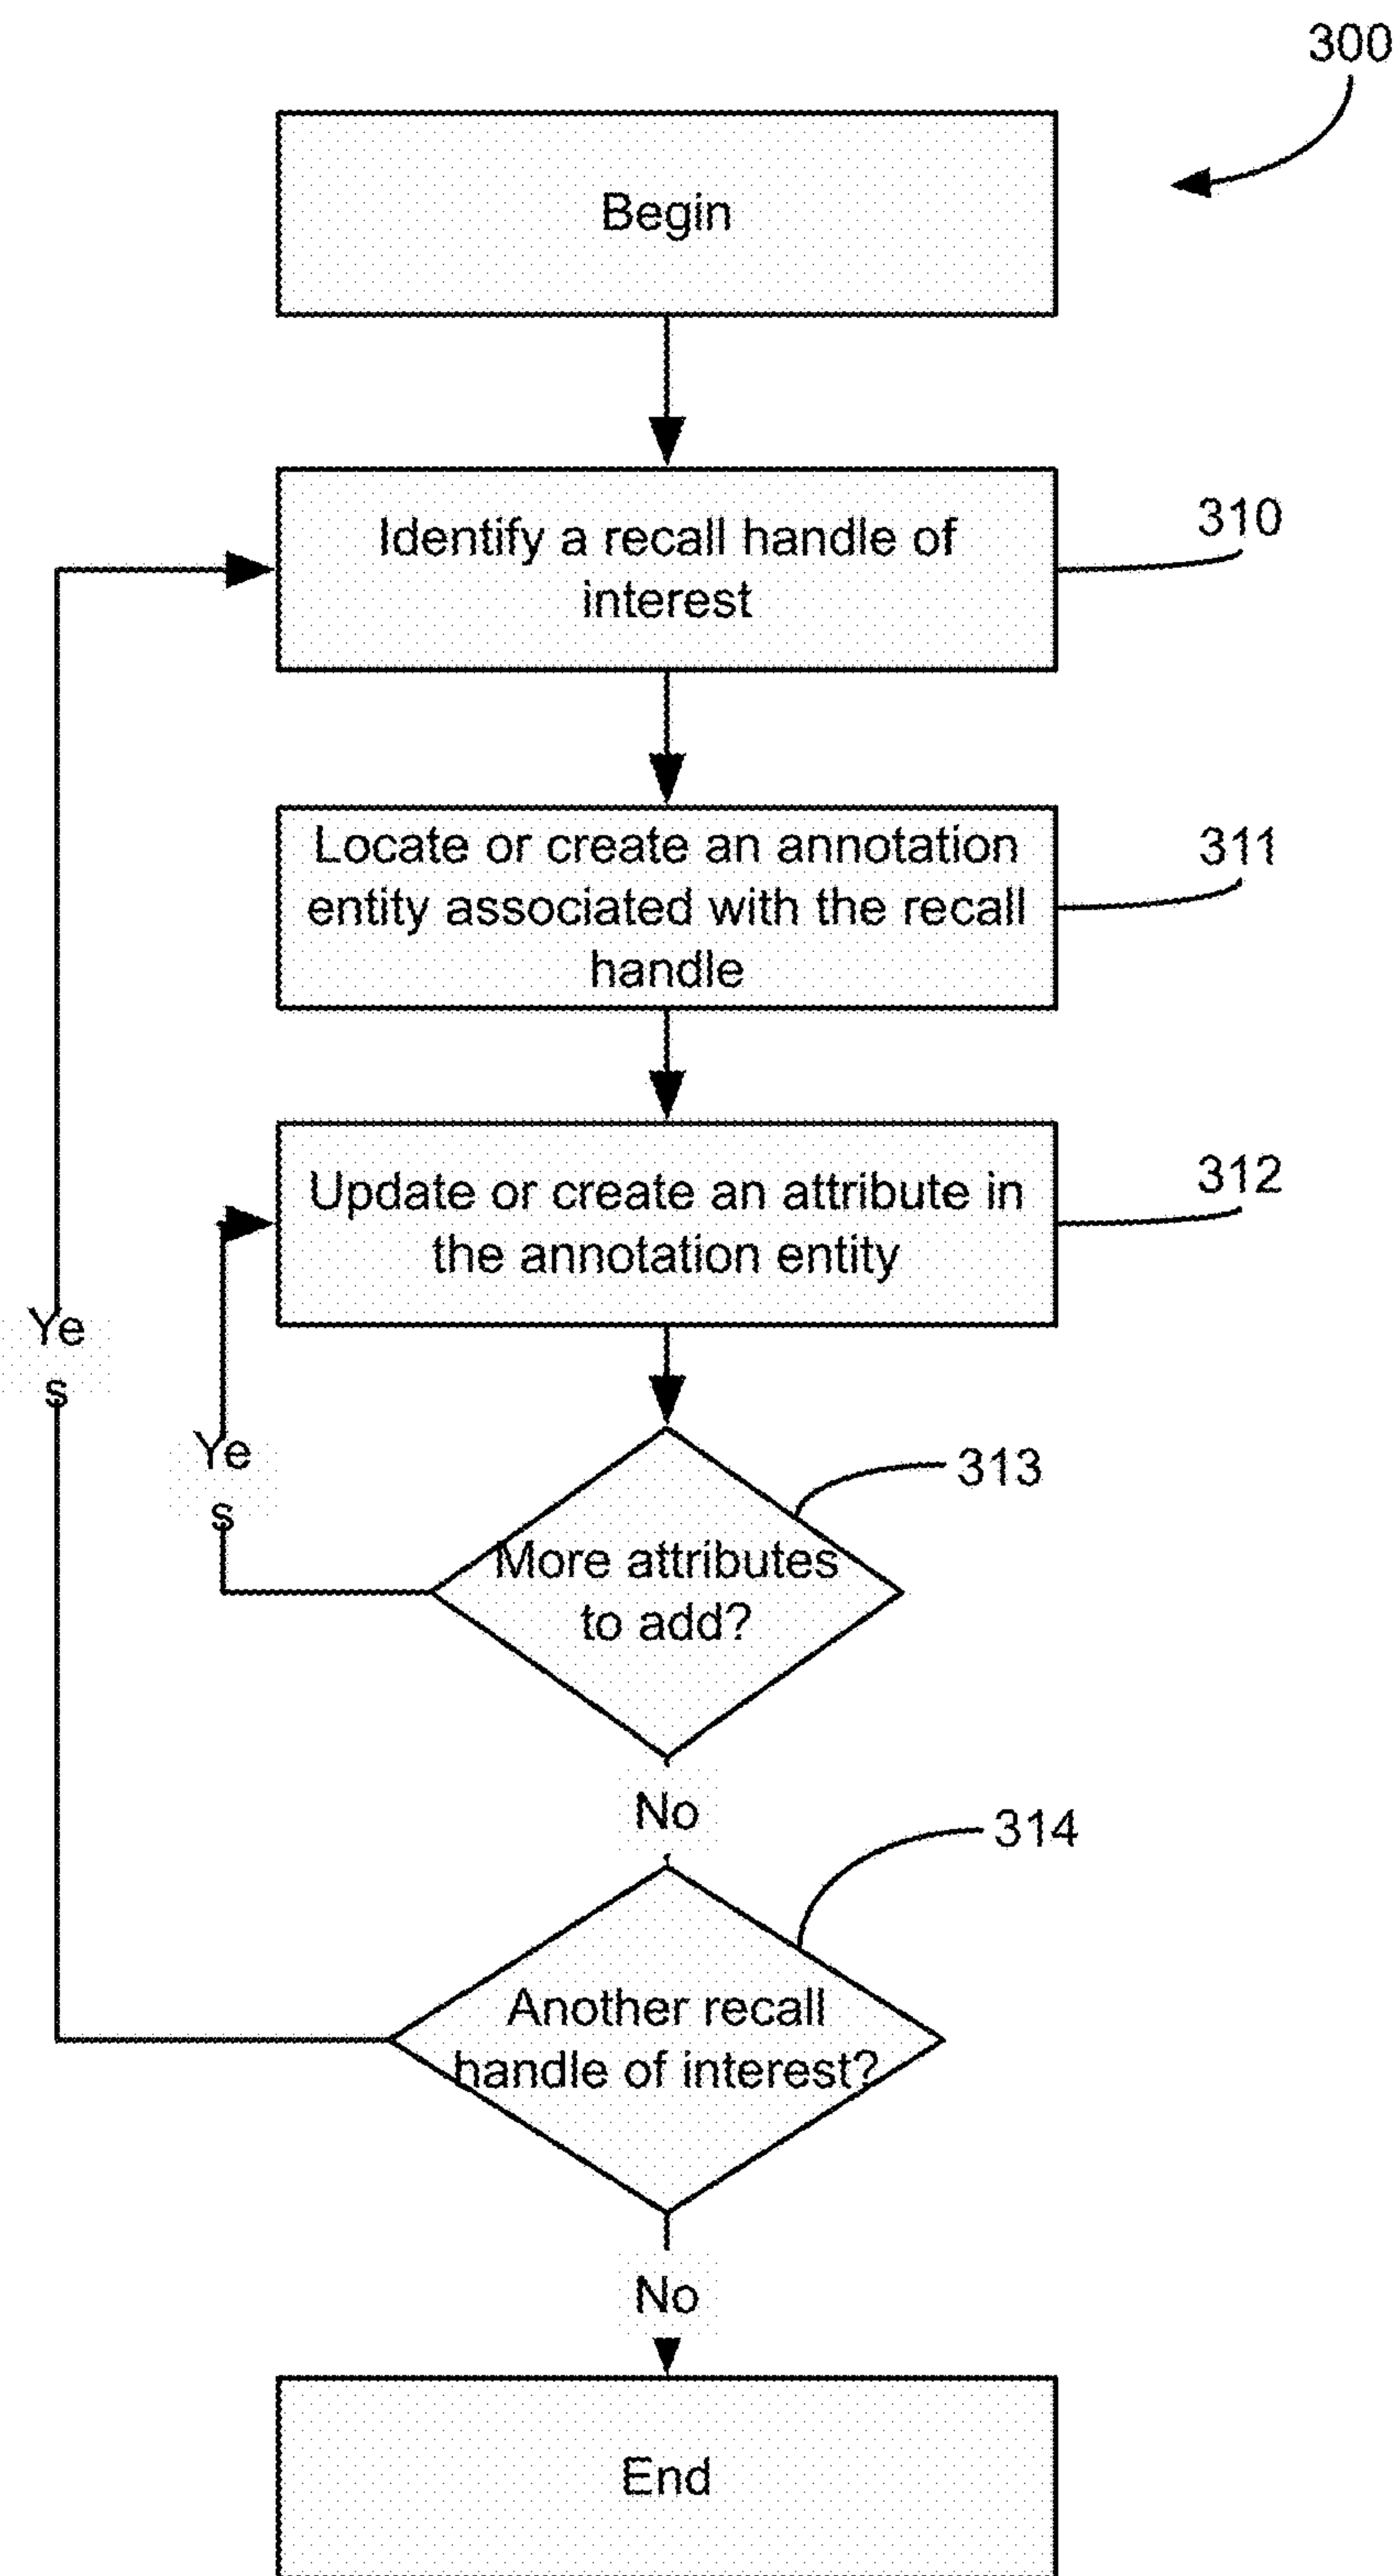 300
Begin
Identify a recall handle of
interest
310
Locate or create an annotation
entity associated with the recall
handle
311
Update or create an attribute in
the annotation entity
312
Ye
s
Ye
s
313
More attributes
to add?
No
314
Another recall
handle of interest?
No
End